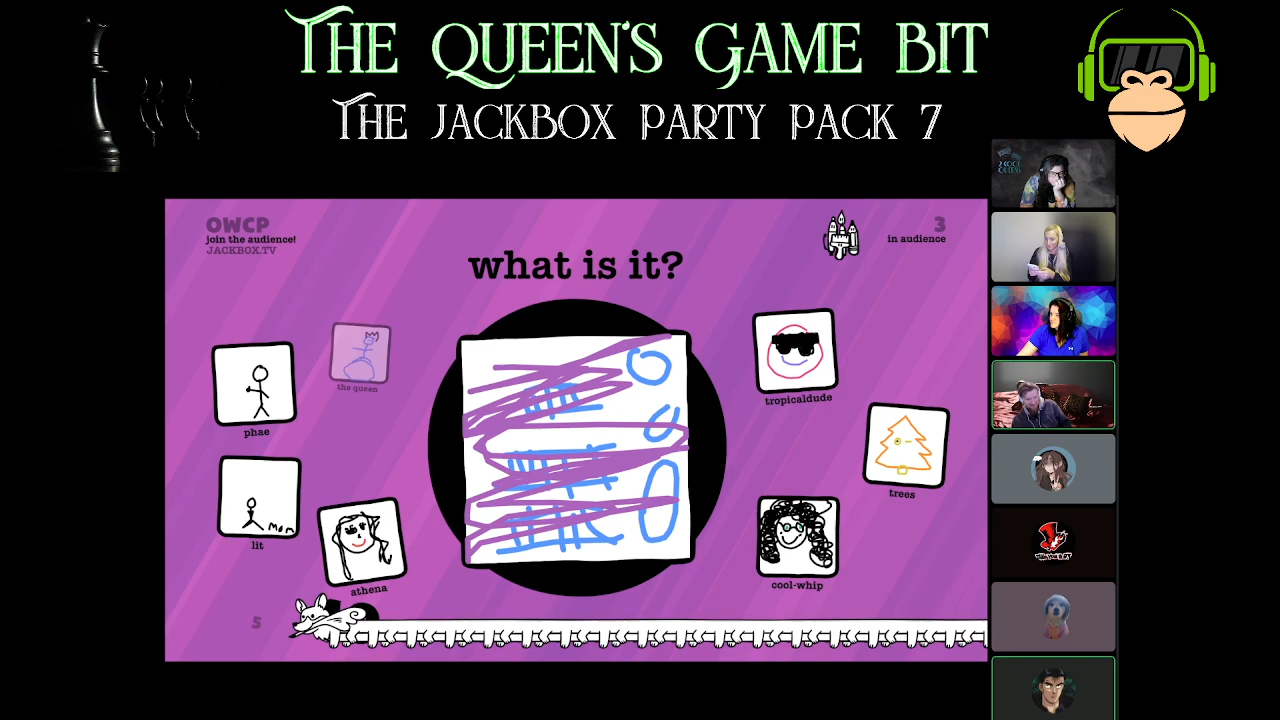 THE QUEEN'S GAME BIT
THE JACKBOX PARTY PACK 7
OWCP
join the audience!
JACKBOX.TV
3
in audience
what is it?
the queen
phae
tropicaldude
trees
Mom
lit
athena
cool-whip
5